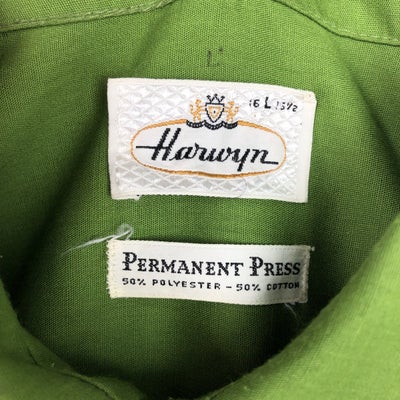 16 L 15½
Harwyn
PERMANENT PRESS
50% POLYESTER - 50% COTTON